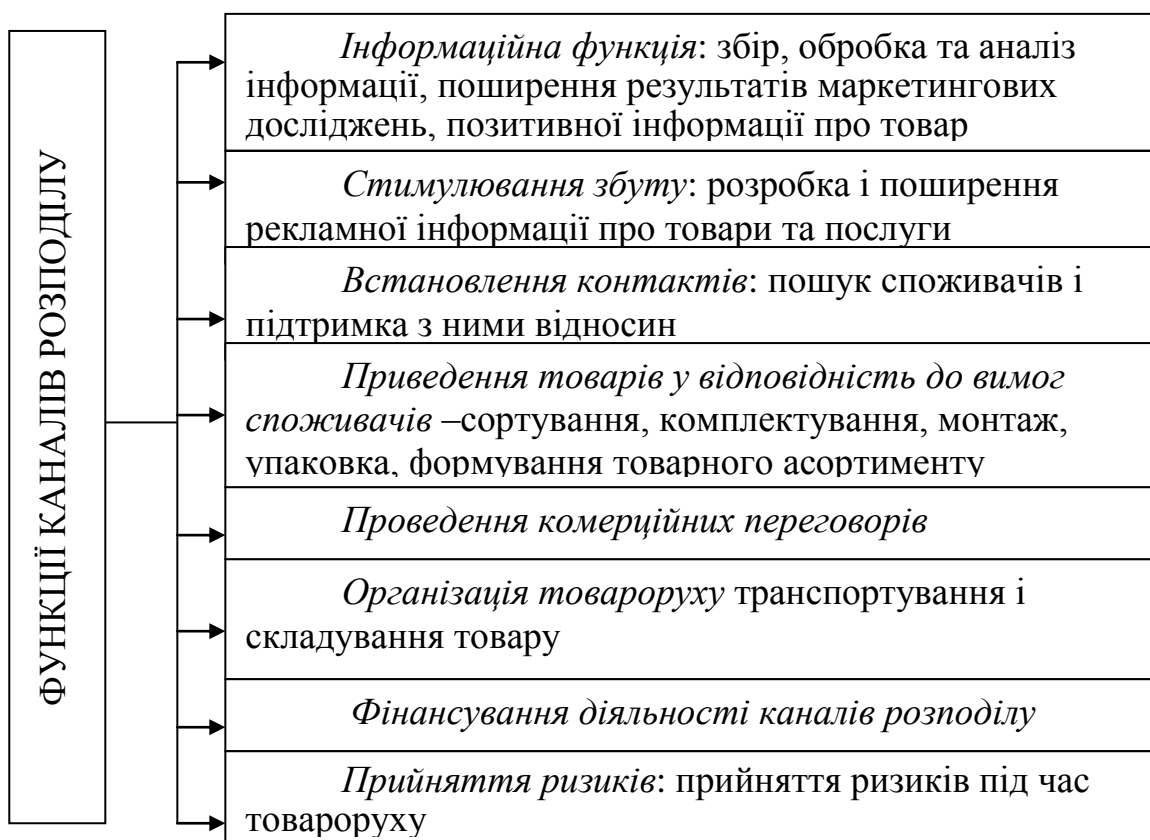 ФУНКЦІЇ КАНАЛІВ РОЗПОДІЛУ
Інформаційна функція: збір, обробка та аналіз
інформації, поширення результатів маркетингових
досліджень, позитивної інформації про товар
Стимулювання збуту: розробка і поширення
рекламної інформації про товари та послуги
Встановлення контактів: пошук споживачів і
підтримка з ними відносин
Приведення товарів у відповідність до вимог
споживачів –сортування, комплектування, монтаж,
упаковка, формування товарного асортименту
Проведення комерційних переговорів
Організація товароруху транспортування і
складування товару
Фінансування діяльності каналів розподілу
Прийняття ризиків: прийняття ризиків під час
товароруху